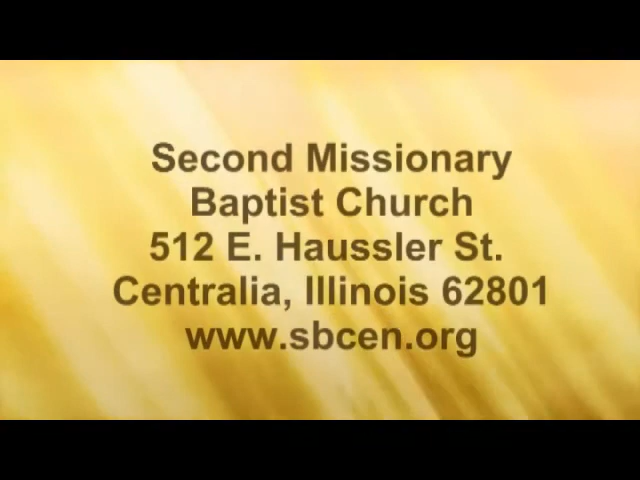 Second Missionary
Baptist Church
512 E. Haussler St.
Centralia, Illinois 62801
www.sbcen.org